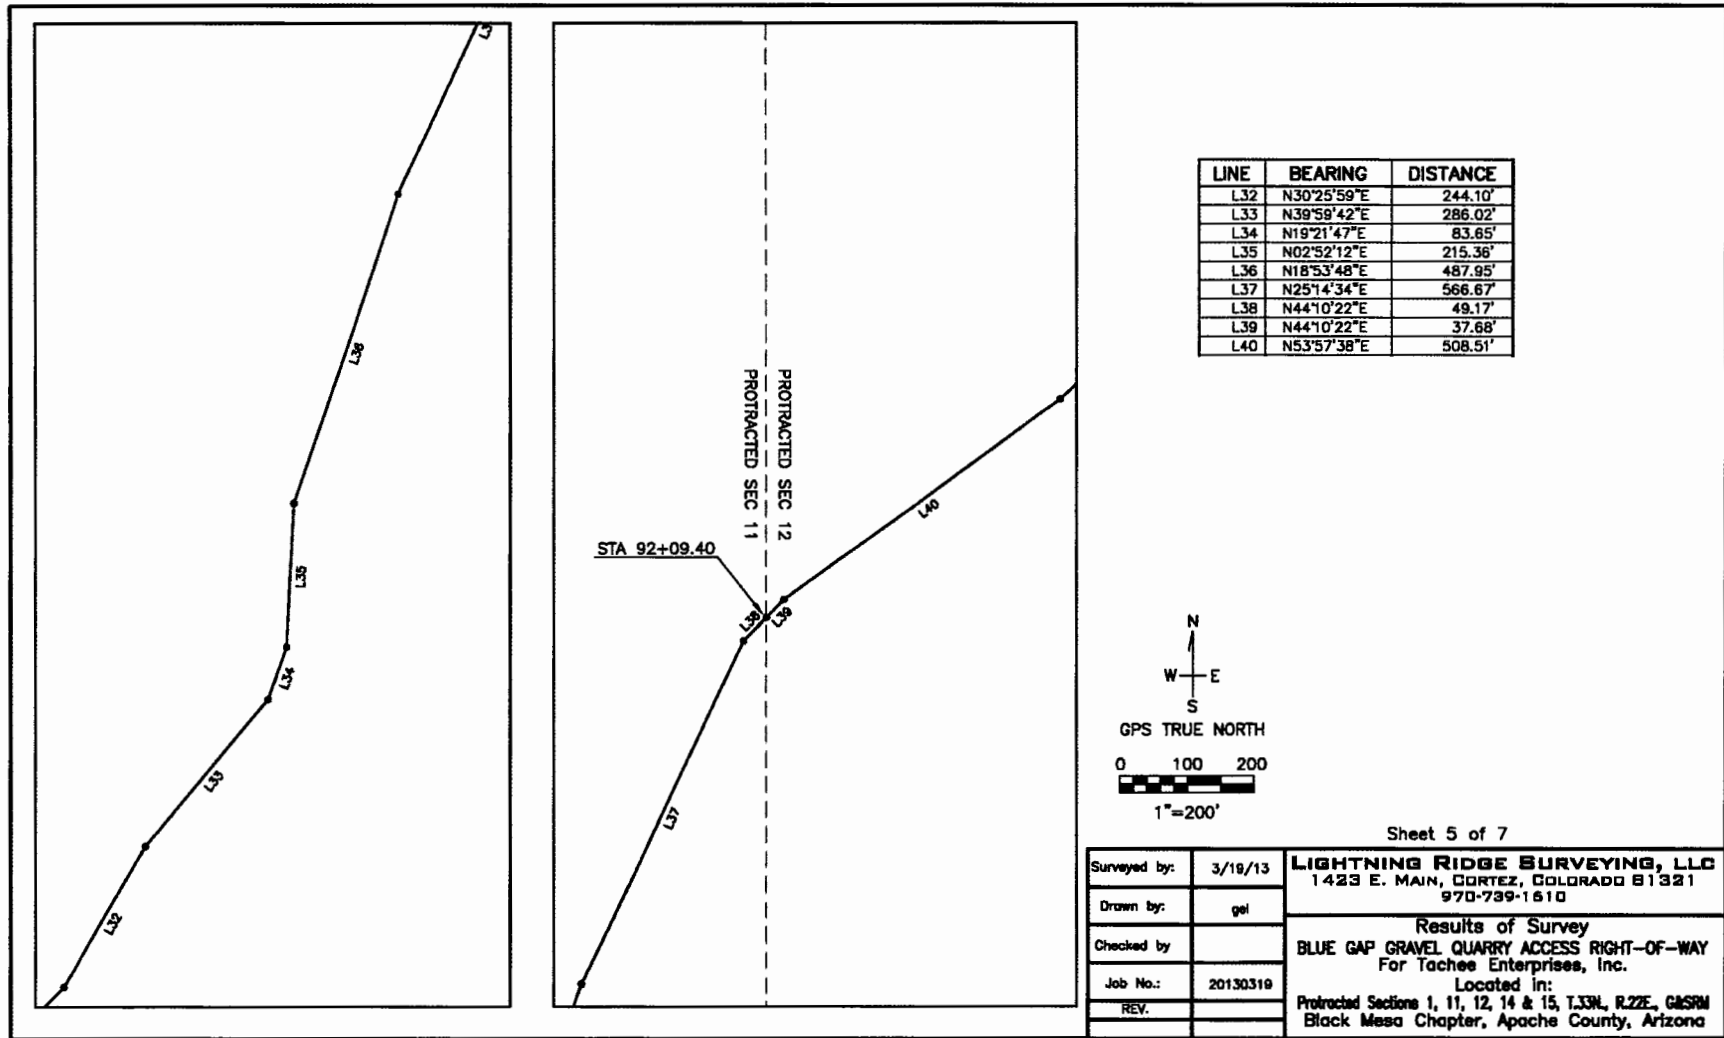 L3
L36
L35
L34
L33
L32
PROTRACTED SEC 11
PROTRACTED SEC 12
STA 92+09.40
L40
L38
L39
L37
LINE BEARING DISTANCE
L32 N30°25'59"E 244.10'
L33 N39°59'42"E 286.02'
L34 N19°21'47"E 83.65'
L35 N02°52'12"E 215.36'
L36 N18°53'48"E 487.95'
L37 N25°14'34"E 566.67'
L38 N44°10'22"E 49.17'
L39 N44°10'22"E 37.68'
L40 N53°57'38"E 508.51'
N
W E
S
GPS TRUE NORTH
0 100 200
1"=200'
Sheet 5 of 7
Surveyed by: 3/19/13
Drawn by: gel
Checked by
Job No.: 20130319
REV.
LIGHTNING RIDGE SURVEYING, LLC
1423 E. MAIN, CORTEZ, COLORADO 81321
970-739-1610
Results of Survey
BLUE GAP GRAVEL QUARRY ACCESS RIGHT-OF-WAY
For Tachee Enterprises, Inc.
Located in:
Protracted Sections 1, 11, 12, 14 & 15, T.33N., R.22E., G&SRM
Black Mesa Chapter, Apache County, Arizona